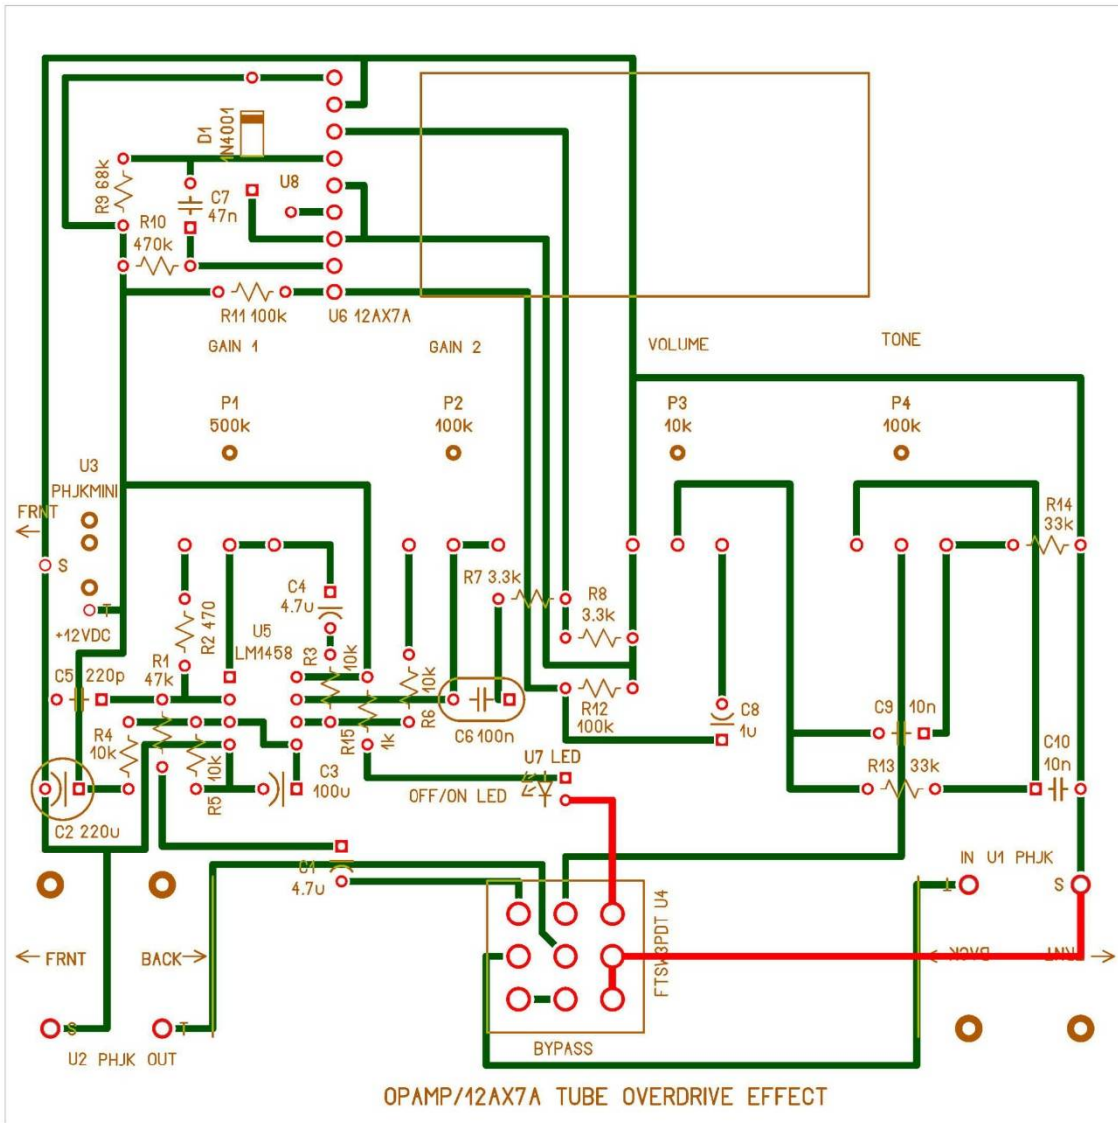 D1
1N4001
U8
R9 68k
C7
47n
R10
470k
R11 100k
U6 12AX7A
GAIN 1
GAIN 2
VOLUME
TONE
P1
500k
P2
100k
P3
10k
P4
100k
U3
PHJKMINI
FRNT
S
T
+12VDC
R14
33k
R7 3.3k
R8
3.3k
C4
4.7u
R2 470
U5
LM1458
R3
10k
C5 220p
R1
47k
R6
10k
R4
10k
R5
10k
R15
1k
C6 100n
R12
100k
C8
1u
C9 10n
C10
10n
R13 33k
U7 LED
OFF/ON LED
C3
100u
C2 220u
C1
4.7u
IN U1 PHJK
T
S
FTSW3PDT U4
FRNT
BACK
BACK
FRNT
S
T
U2 PHJK OUT
BYPASS
OPAMP/12AX7A TUBE OVERDRIVE EFFECT